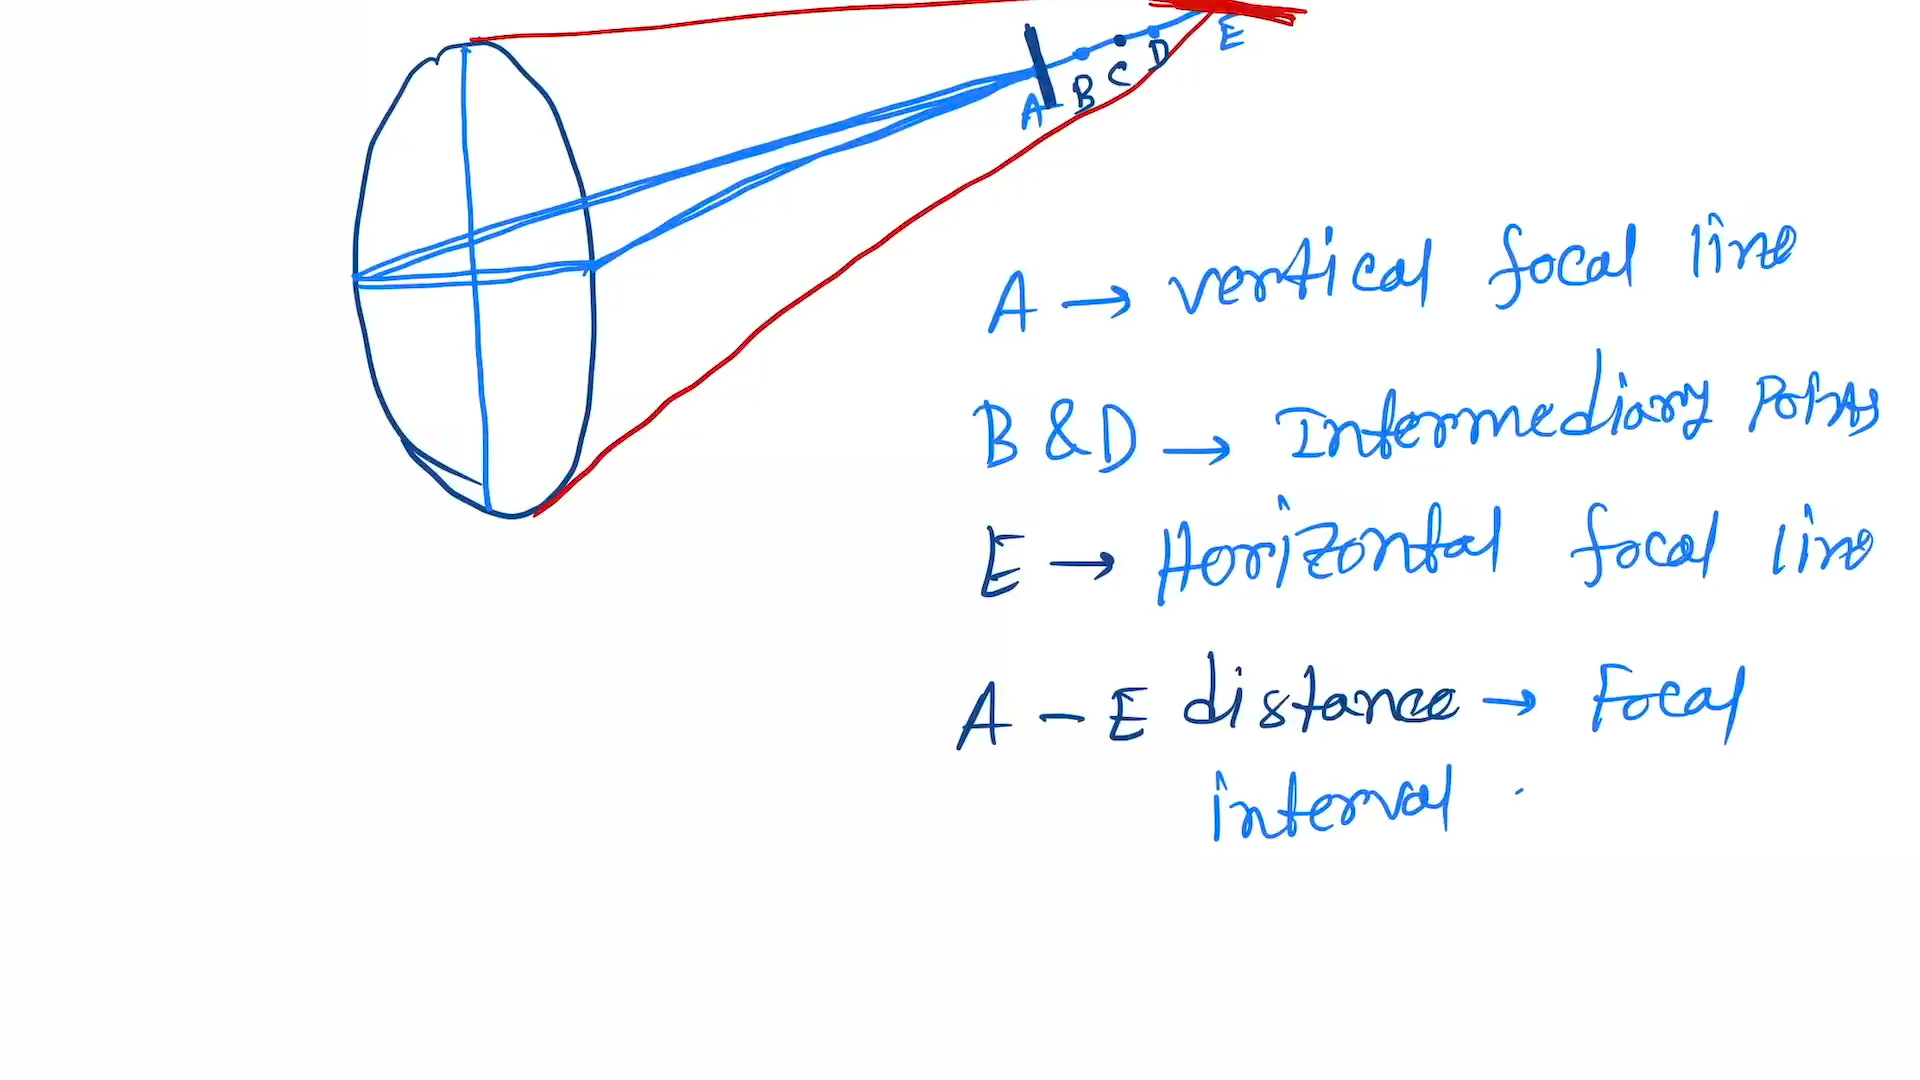 E
D
C
B
A
A → vertical focal line
B & D → Intermediary Points
E → Horizontal focal line
A - E distance → Focal
interval